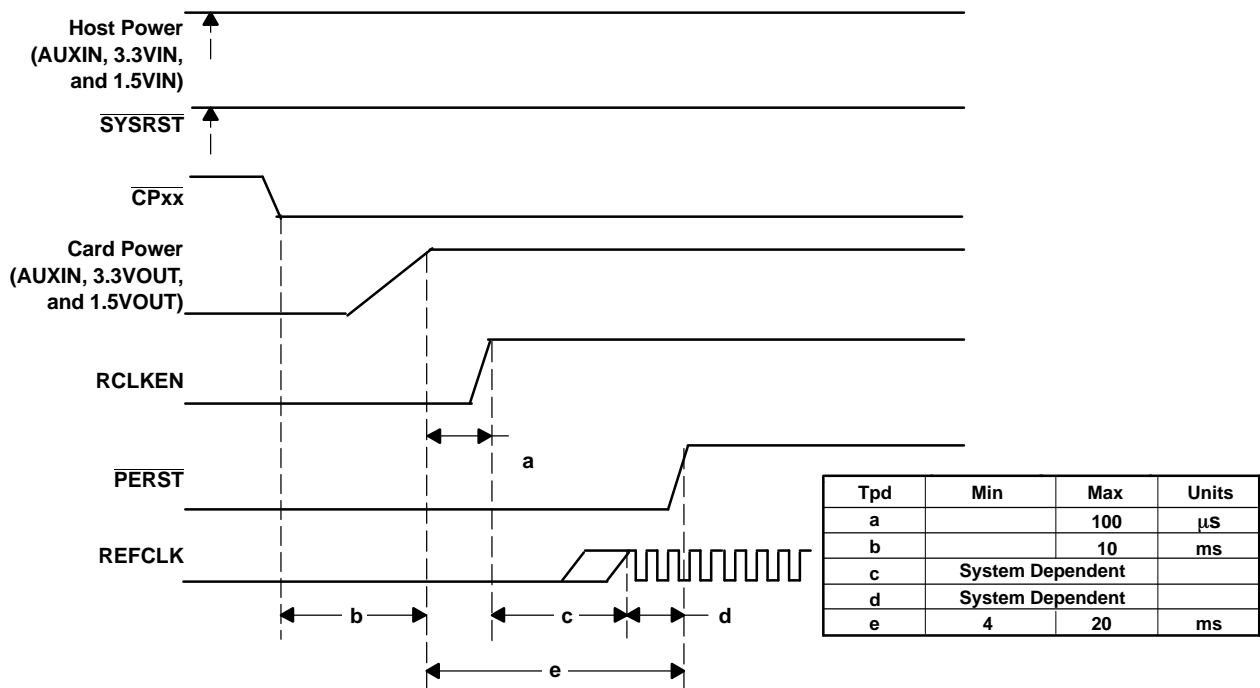 Host Power
(AUXIN, 3.3VIN,
and 1.5VIN)
SYSRST
CPxx
Card Power
(AUXIN, 3.3VOUT,
and 1.5VOUT)
RCLKEN
a
PERST
REFCLK
b
c
d
e
Tpd Min Max Units
a 100 μs
b 10 ms
c System Dependent
d System Dependent
e 4 20 ms